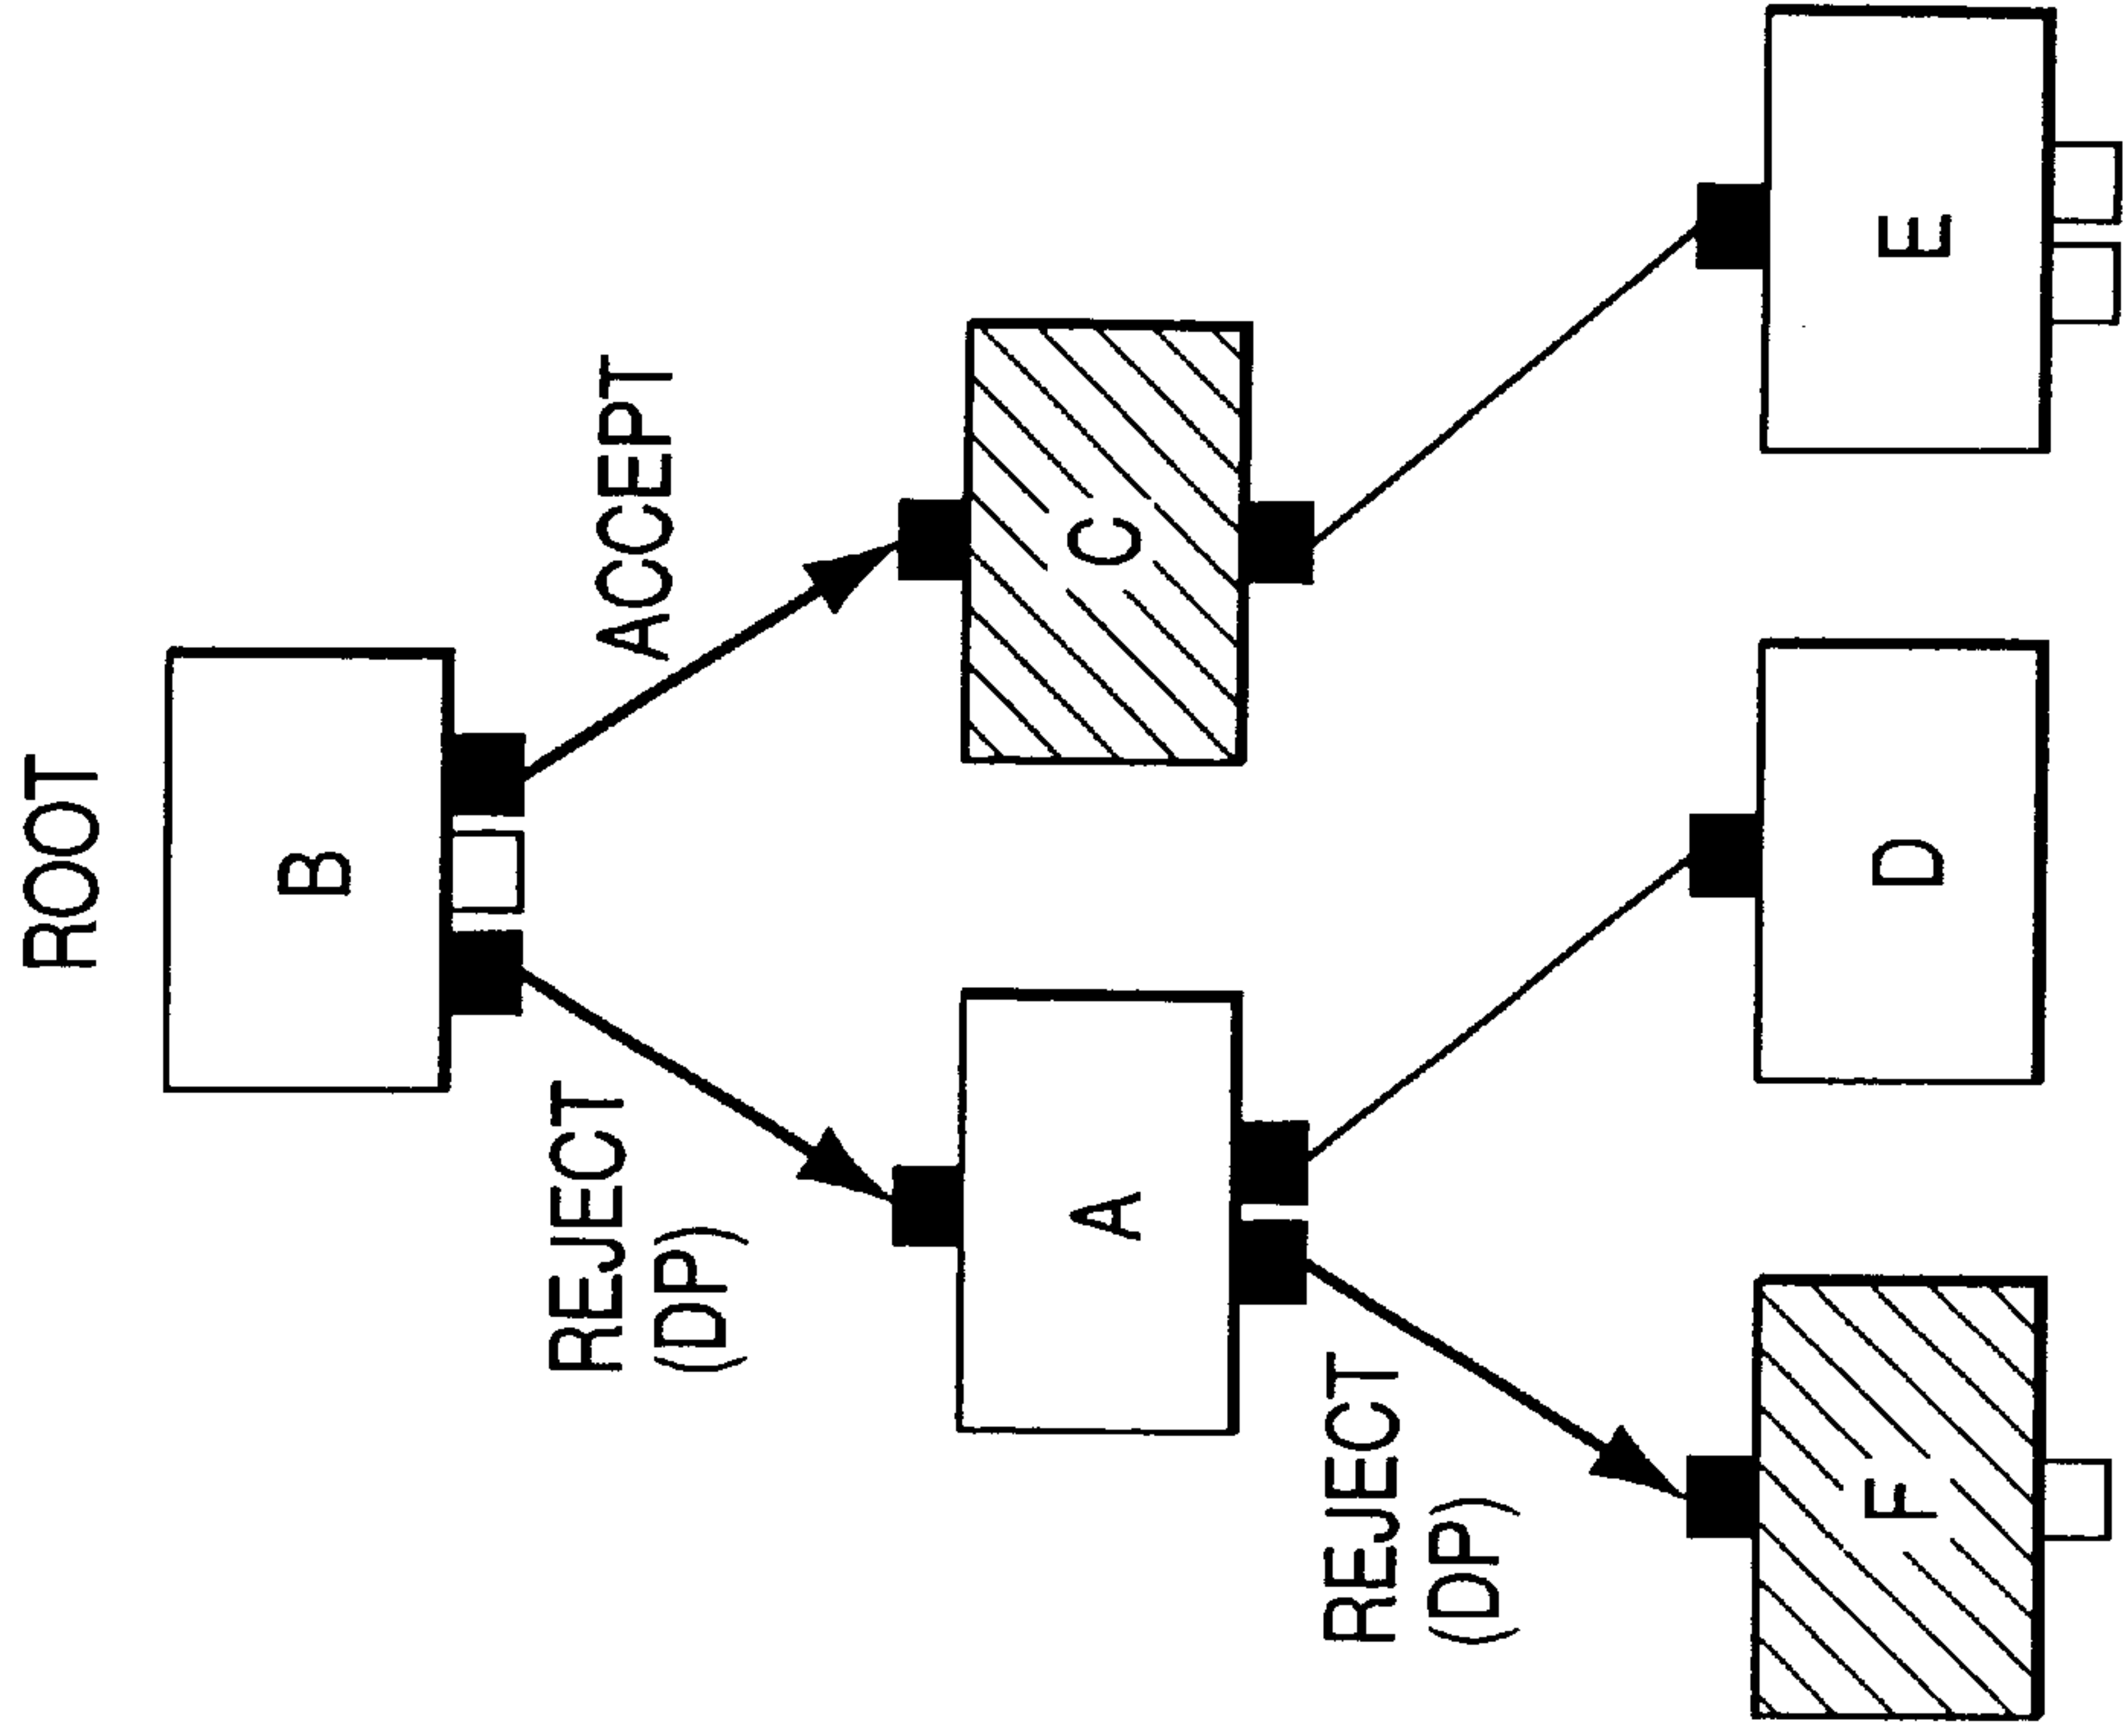 ROOT
B
REJECT
(DP)
ACCEPT
A
C
REJECT
(DP)
F
D
E